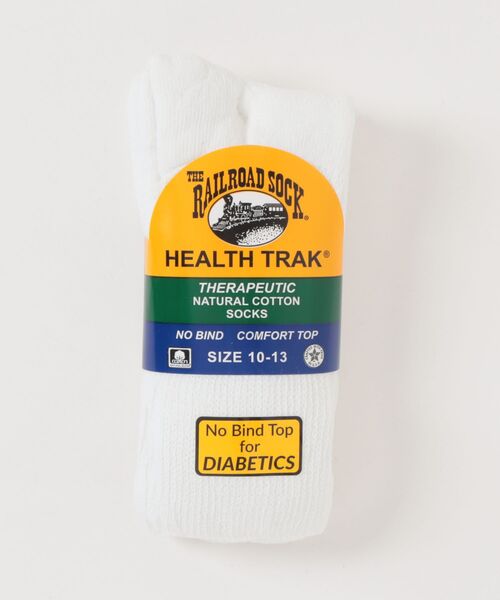 THE
RAILROAD SOCK®
HEALTH TRAK®
THERAPEUTIC
NATURAL COTTON
SOCKS
NO BIND COMFORT TOP
SIZE 10-13
No Bind Top
for
DIABETICS